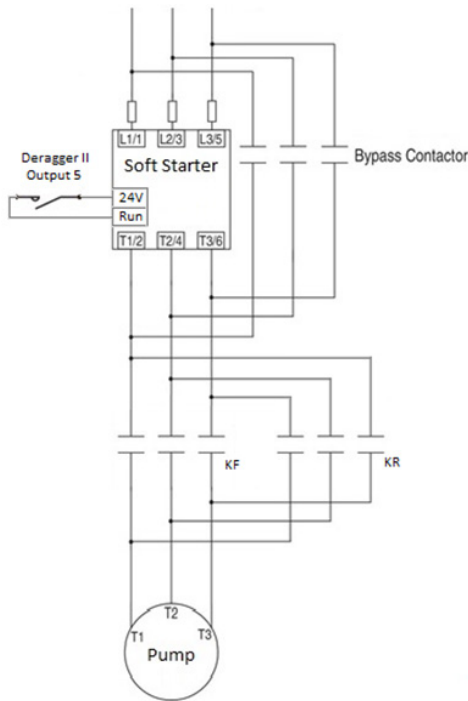 L1/1 L2/3 L3/5
Bypass Contactor
Soft Starter
Deragger II
Output 5
24V
Run
T1/2 T2/4 T3/6
KF
KR
T2
T1 T3
Pump